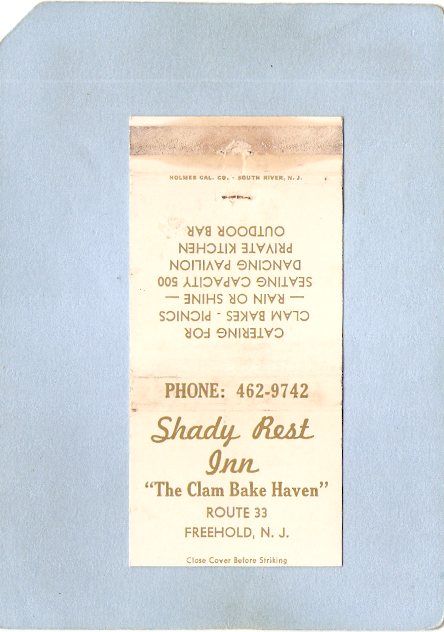 HOLMES CAL. CO. - SOUTH RIVER, N. J.
CATERING FOR
CLAM BAKES - PICNICS
— RAIN OR SHINE —
SEATING CAPACITY 500
DANCING PAVILION
PRIVATE KITCHEN
OUTDOOR BAR
PHONE: 462-9742
Shady Rest
Inn
"The Clam Bake Haven"
ROUTE 33
FREEHOLD, N. J.
Close Cover Before Striking